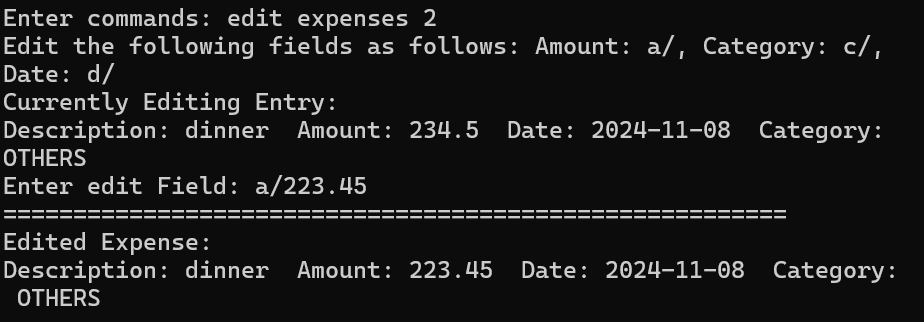 Enter commands: edit expenses 2
Edit the following fields as follows: Amount: a/, Category: c/,
Date: d/
Currently Editing Entry:
Description: dinner  Amount: 234.5  Date: 2024-11-08  Category:
OTHERS
Enter edit Field: a/223.45
========================================================
Edited Expense:
Description: dinner  Amount: 223.45  Date: 2024-11-08  Category:
 OTHERS